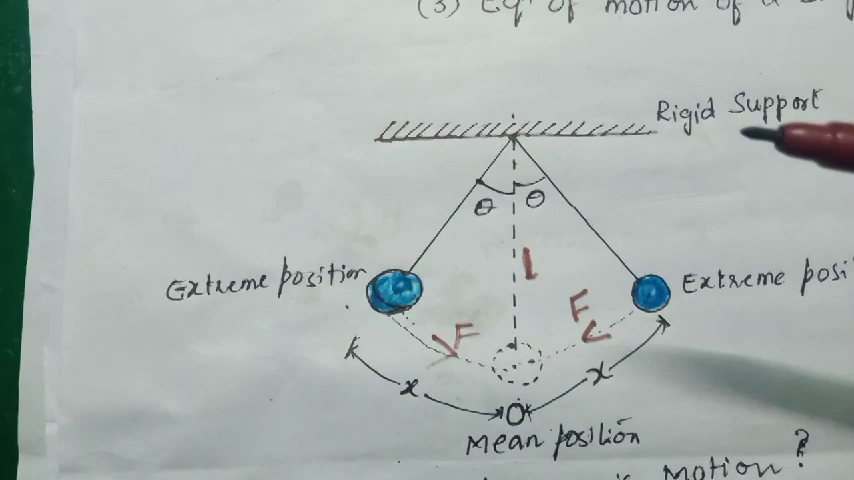 (3) Eqⁿ of motion of a
Rigid Support
θ θ
l
Extreme position
Extreme posi
F F
x x
O
Mean position
Motion?